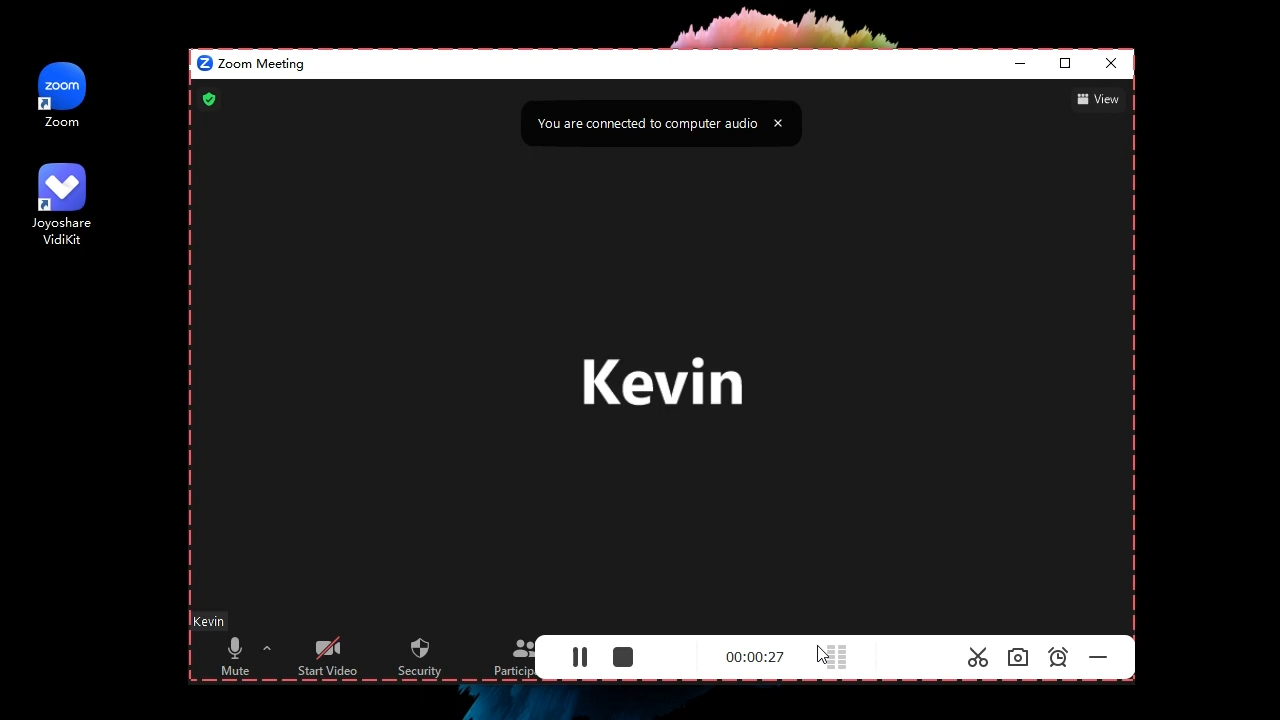 zoom
Zoom
Joyoshare
VidiKit
Zoom Meeting
View
You are connected to computer audio
Kevin
Kevin
Mute
Start Video
Security
Particip
00:00:27